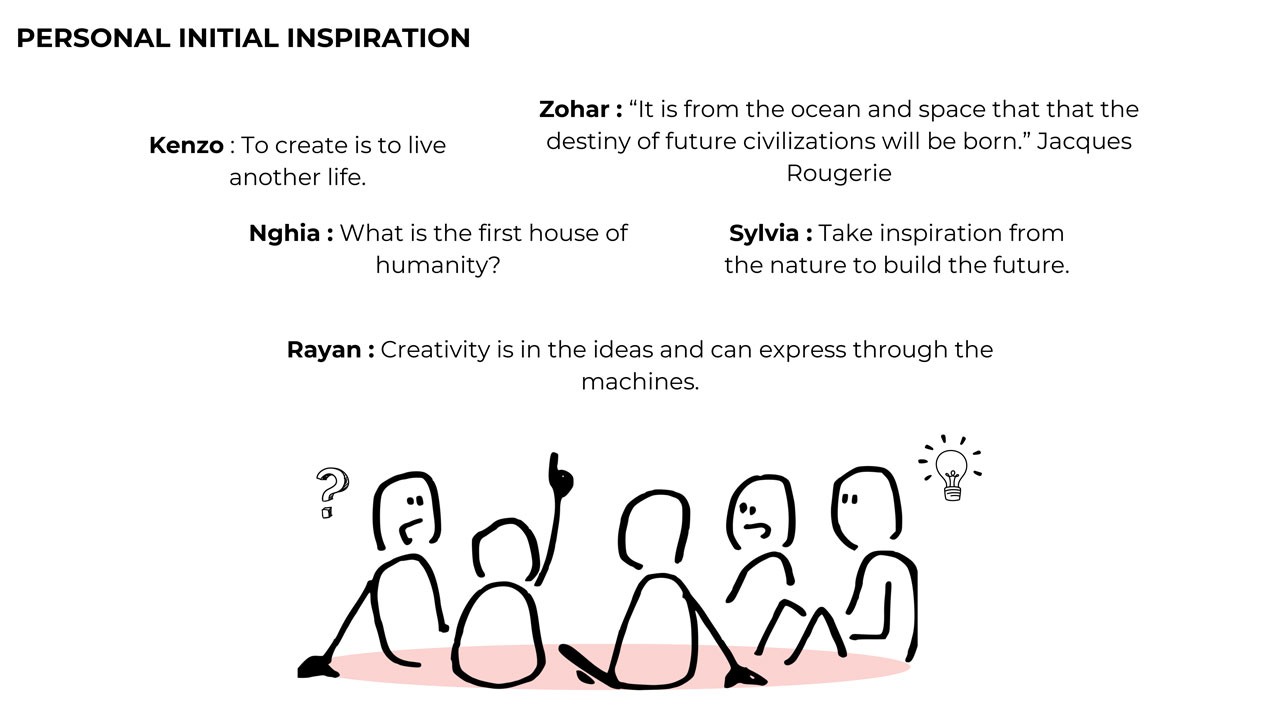 PERSONAL INITIAL INSPIRATION
Kenzo : To create is to live
another life.
Zohar : “It is from the ocean and space that that the
destiny of future civilizations will be born.” Jacques
Rougerie
Nghia : What is the first house of
humanity?
Sylvia : Take inspiration from
the nature to build the future.
Rayan : Creativity is in the ideas and can express through the
machines.
?